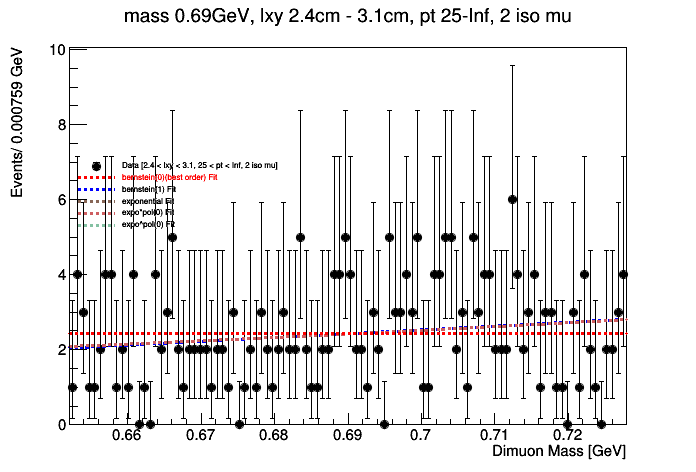 mass 0.69GeV, lxy 2.4cm - 3.1cm, pt 25-Inf, 2 iso mu
Events/ 0.000759 GeV
10
8
Data [2.4 < lxy < 3.1, 25 < pt < Inf, 2 iso mu]
bernstein(0)(best order) Fit
bernstein(1) Fit
6
exponential Fit
expo*pol(0) Fit
expo^pol(0) Fit
4
2
0
0.66 0.67 0.68 0.69 0.7 0.71 0.72
Dimuon Mass [GeV]